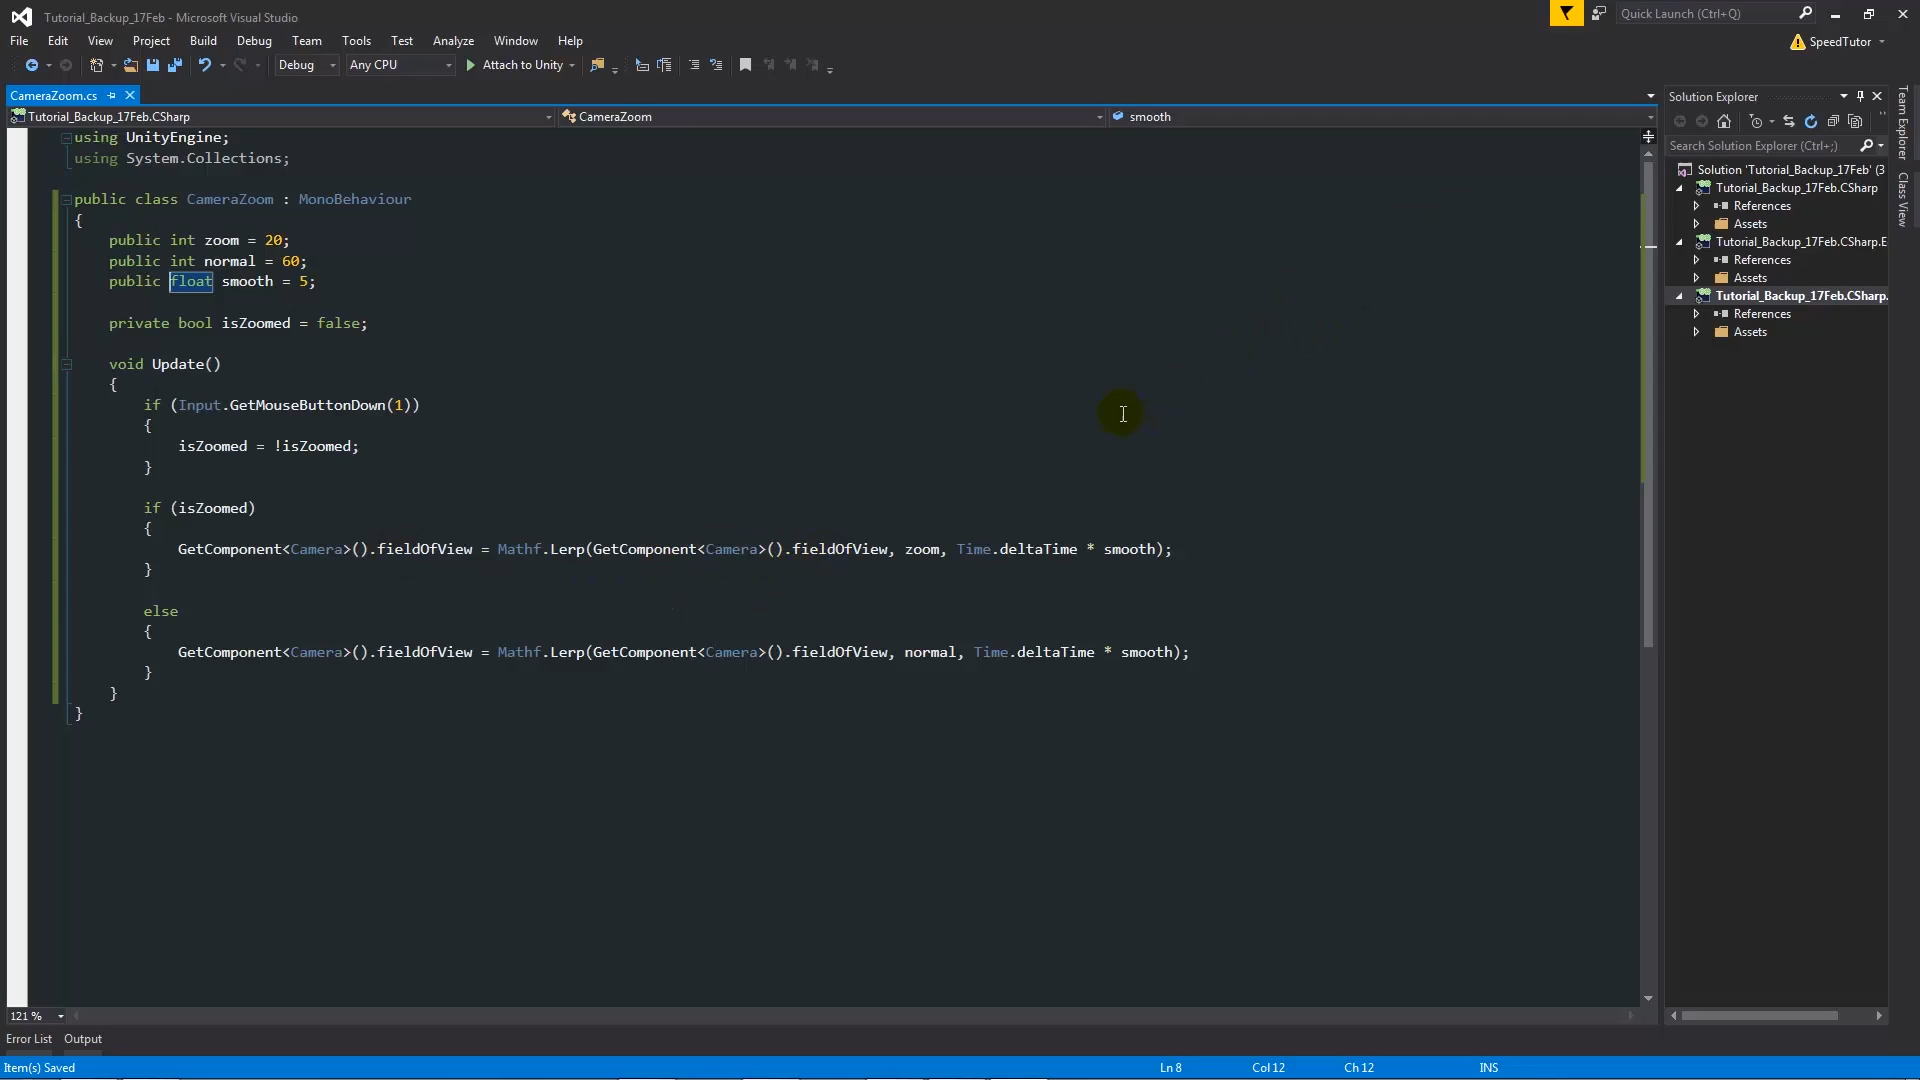 Tutorial_Backup_17Feb - Microsoft Visual Studio
Quick Launch (Ctrl+Q)
File Edit View Project Build Debug Team Tools Test Analyze Window Help
SpeedTutor
Debug Any CPU Attach to Unity
CameraZoom.cs
Tutorial_Backup_17Feb.CSharp CameraZoom smooth
using UnityEngine;
using System.Collections;
public class CameraZoom : MonoBehaviour
{
public int zoom = 20;
public int normal = 60;
public float smooth = 5;
private bool isZoomed = false;
void Update()
{
if (Input.GetMouseButtonDown(1))
{
isZoomed = !isZoomed;
}
if (isZoomed)
{
GetComponent<Camera>().fieldOfView = Mathf.Lerp(GetComponent<Camera>().fieldOfView, zoom, Time.deltaTime * smooth);
}
else
{
GetComponent<Camera>().fieldOfView = Mathf.Lerp(GetComponent<Camera>().fieldOfView, normal, Time.deltaTime * smooth);
}
}
}
Solution Explorer
Search Solution Explorer (Ctrl+;)
Solution 'Tutorial_Backup_17Feb' (3
Tutorial_Backup_17Feb.CSharp
References
Assets
Tutorial_Backup_17Feb.CSharp.E
References
Assets
Tutorial_Backup_17Feb.CSharp.
References
Assets
Team Explorer
Class View
121 %
Error List Output
Item(s) Saved
Ln 8 Col 12 Ch 12 INS